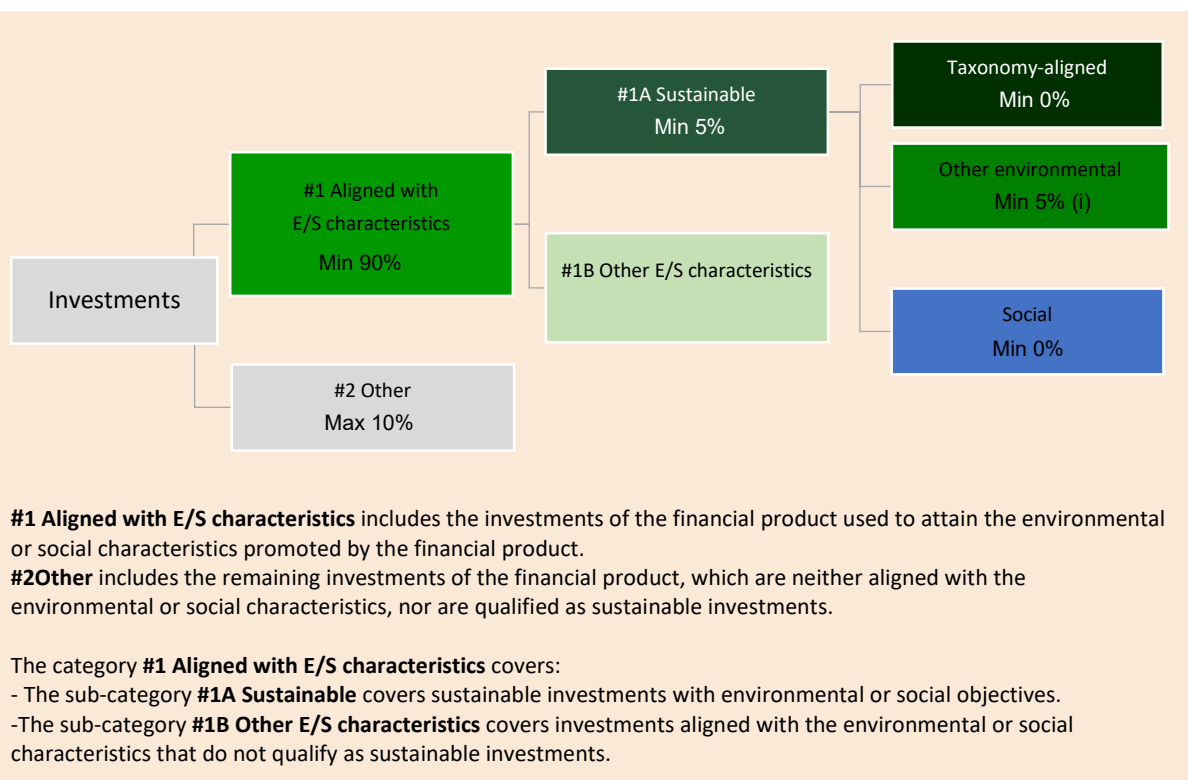 Investments
#1 Aligned with
E/S characteristics
Min 90%
#2 Other
Max 10%
#1A Sustainable
Min 5%
#1B Other E/S characteristics
Taxonomy-aligned
Min 0%
Other environmental
Min 5% (i)
Social
Min 0%
#1 Aligned with E/S characteristics includes the investments of the financial product used to attain the environmental
or social characteristics promoted by the financial product.
#2Other includes the remaining investments of the financial product, which are neither aligned with the
environmental or social characteristics, nor are qualified as sustainable investments.
The category #1 Aligned with E/S characteristics covers:
- The sub-category #1A Sustainable covers sustainable investments with environmental or social objectives.
-The sub-category #1B Other E/S characteristics covers investments aligned with the environmental or social
characteristics that do not qualify as sustainable investments.